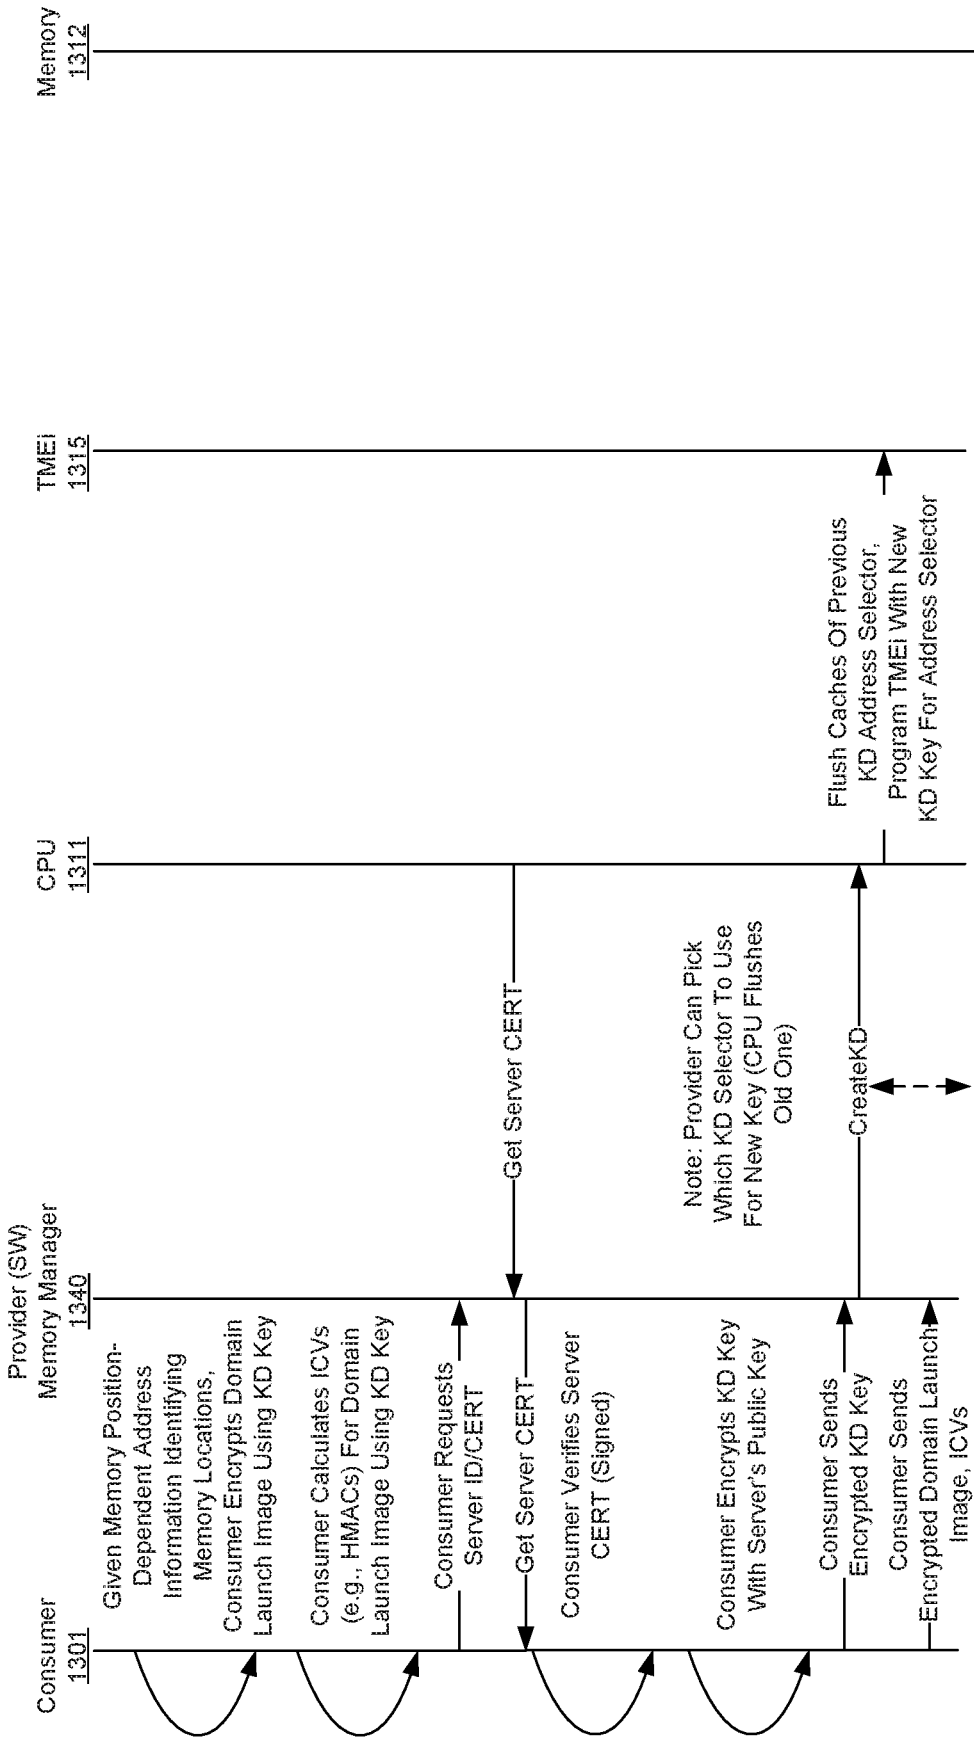 Consumer
1301
Provider (SW)
Memory Manager
1340
CPU
1311
TMEi
1315
Memory
1312
Given Memory Position-
Dependent Address
Information Identifying
Memory Locations,
Consumer Encrypts Domain
Launch Image Using KD Key
Consumer Calculates ICVs
(e.g., HMACs) For Domain
Launch Image Using KD Key
Consumer Requests
Server ID/CERT
Get Server CERT
Get Server CERT
Consumer Verifies Server
CERT (Signed)
Consumer Encrypts KD Key
With Server's Public Key
Note: Provider Can Pick
Which KD Selector To Use
For New Key (CPU Flushes
Old One)
Consumer Sends
Encrypted KD Key
CreateKD
Flush Caches Of Previous
KD Address Selector,
Program TMEi With New
KD Key For Address Selector
Consumer Sends
Encrypted Domain Launch
Image, ICVs